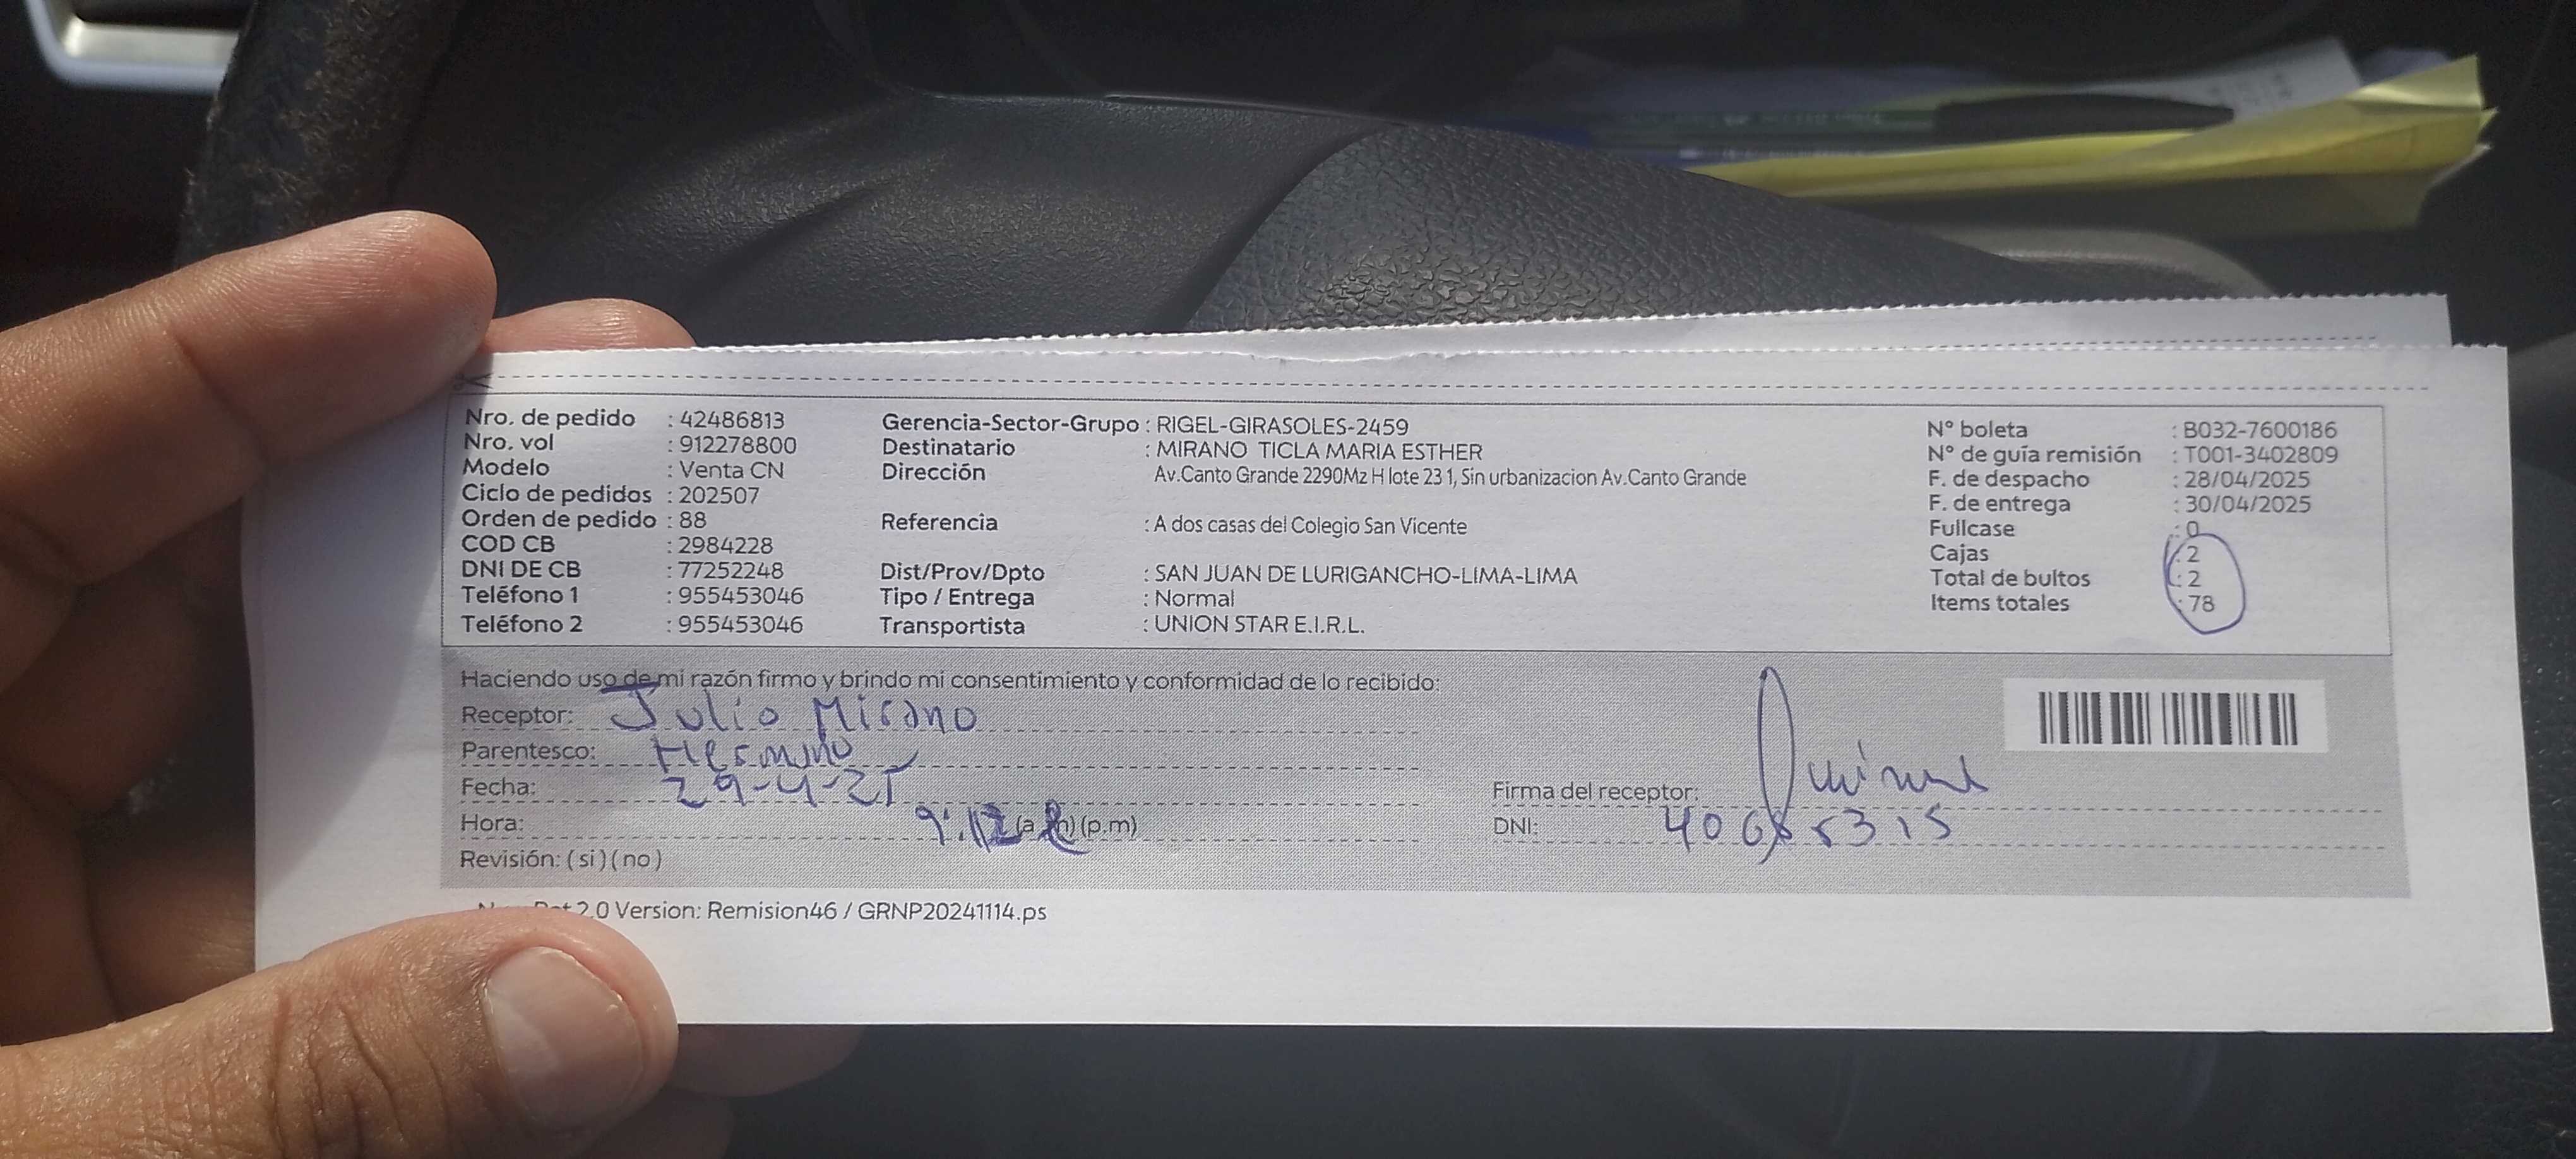 Nro. de pedido : 42486813 Gerencia-Sector-Grupo : RIGEL-GIRASOLES-2459 N° boleta : B032-7600186
Nro. vol : 912278800 Destinatario : MIRANO TICLA MARIA ESTHER N° de guía remisión : T001-3402809
Modelo : Venta CN Dirección Av.Canto Grande 2290Mz H lote 23 1, Sin urbanizacion Av.Canto Grande F. de despacho : 28/04/2025
Ciclo de pedidos : 202507 F. de entrega : 30/04/2025
Orden de pedido : 88 Referencia : A dos casas del Colegio San Vicente Fullcase : 0
COD CB : 2984228 Cajas : 2
DNI DE CB : 77252248 Dist/Prov/Dpto : SAN JUAN DE LURIGANCHO-LIMA-LIMA Total de bultos : 2
Teléfono 1 : 955453046 Tipo / Entrega : Normal Items totales : 78
Teléfono 2 : 955453046 Transportista : UNION STAR E.I.R.L.
Haciendo uso de mi razón firmo y brindo mi consentimiento y conformidad de lo recibido:
Receptor: Julio Mirano
Parentesco: Hermano
Fecha: 29-4-25 Firma del receptor:
Hora: 9:12 (a.m) (p.m) DNI:
Revisión: (si) (no)
2.0 Version: Remision46 / GRNP20241114.ps